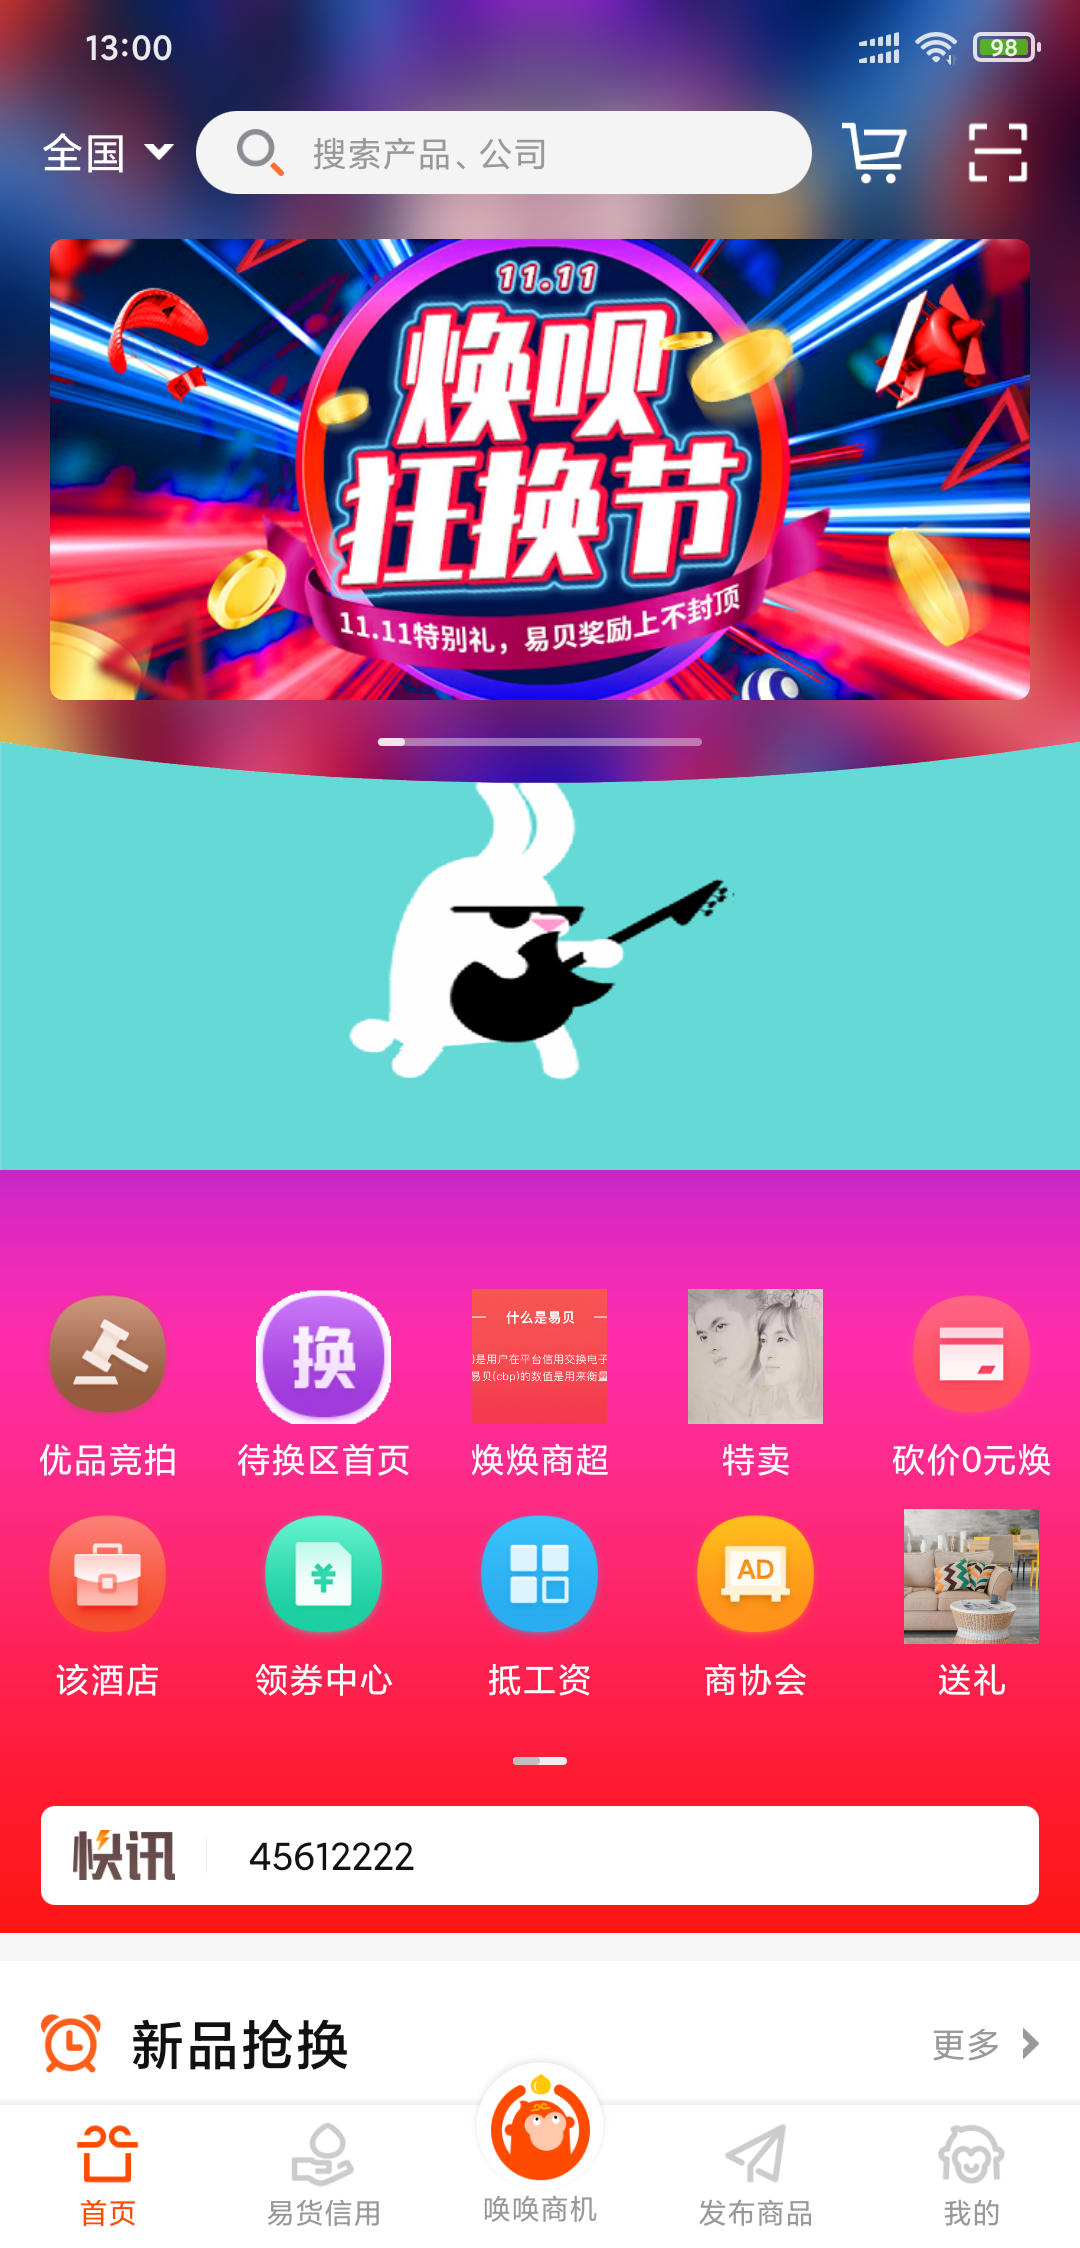 13:00
98
全国
搜索产品、公司
11.11
焕呗
狂换节
11.11特别礼，易贝奖励上不封顶
换
什么是易贝
是用户在平台信用交换电子
易贝(cbp)的数值是用来衡量
优品竞拍
待换区首页
焕焕商超
特卖
砍价0元焕
AD
该酒店
领券中心
抵工资
商协会
送礼
快讯
45612222
新品抢换
更多
首页
易货信用
唤唤商机
发布商品
我的